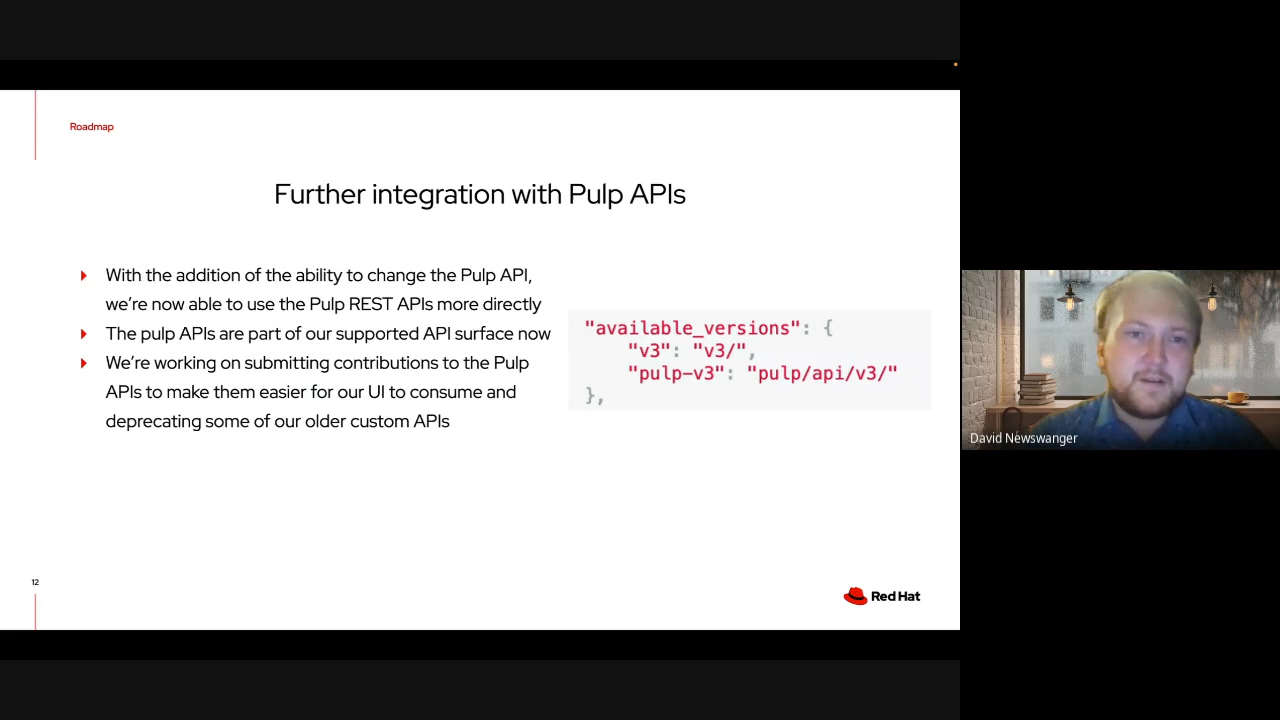 Roadmap
Further integration with Pulp APIs
With the addition of the ability to change the Pulp API,
we're now able to use the Pulp REST APIs more directly
The pulp APIs are part of our supported API surface now
We're working on submitting contributions to the Pulp
APIs to make them easier for our UI to consume and
deprecating some of our older custom APIs
"available_versions": {
"v3": "v3/",
"pulp-v3": "pulp/api/v3/"
},
David Newswanger
12
Red Hat